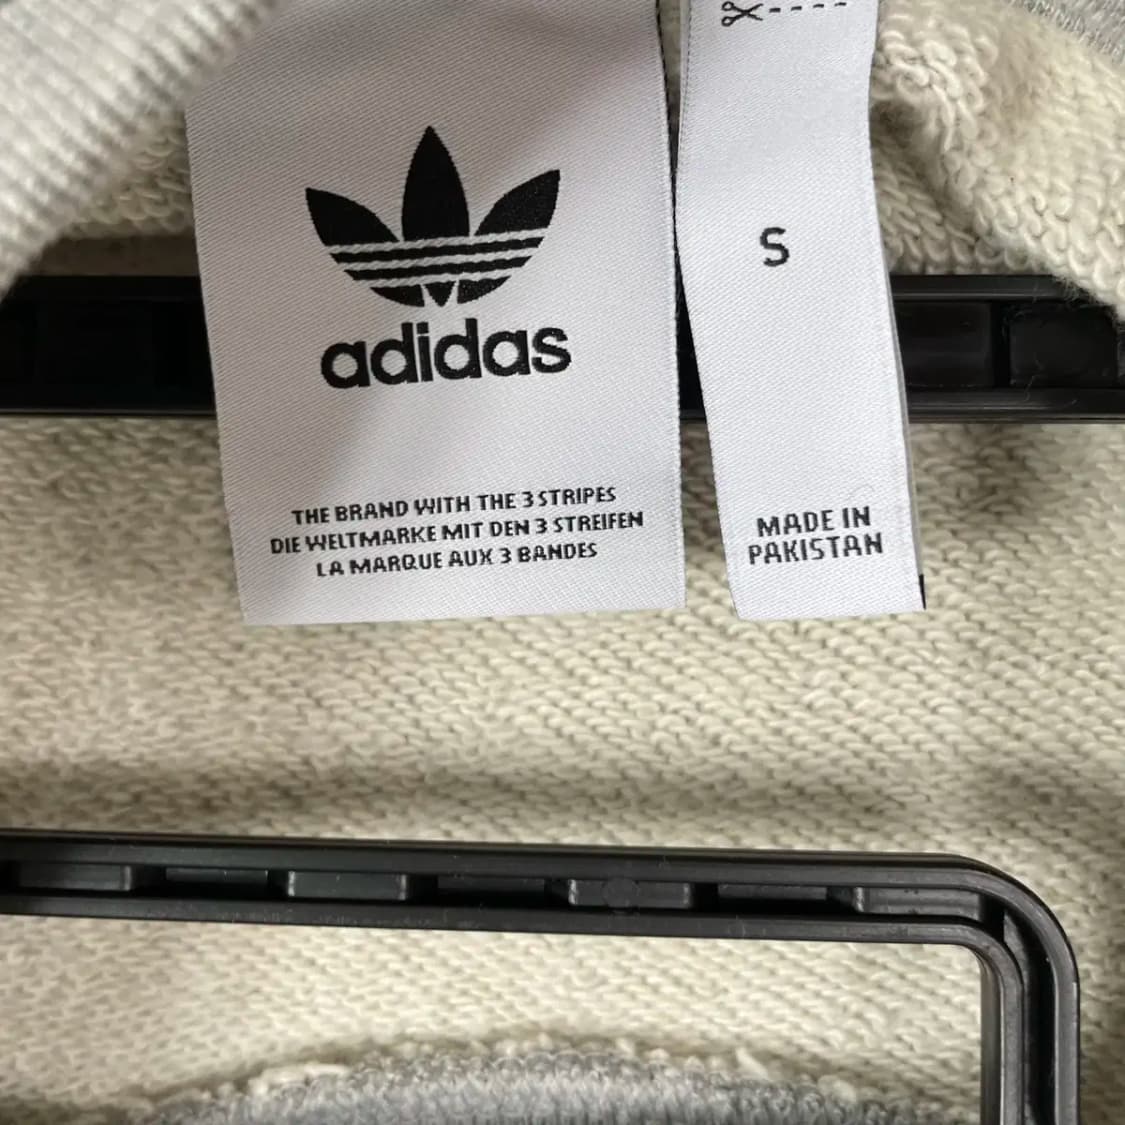 adidas
THE BRAND WITH THE 3 STRIPES
DIE WELTMARKE MIT DEN 3 STREIFEN
LA MARQUE AUX 3 BANDES
S
MADE IN
PAKISTAN